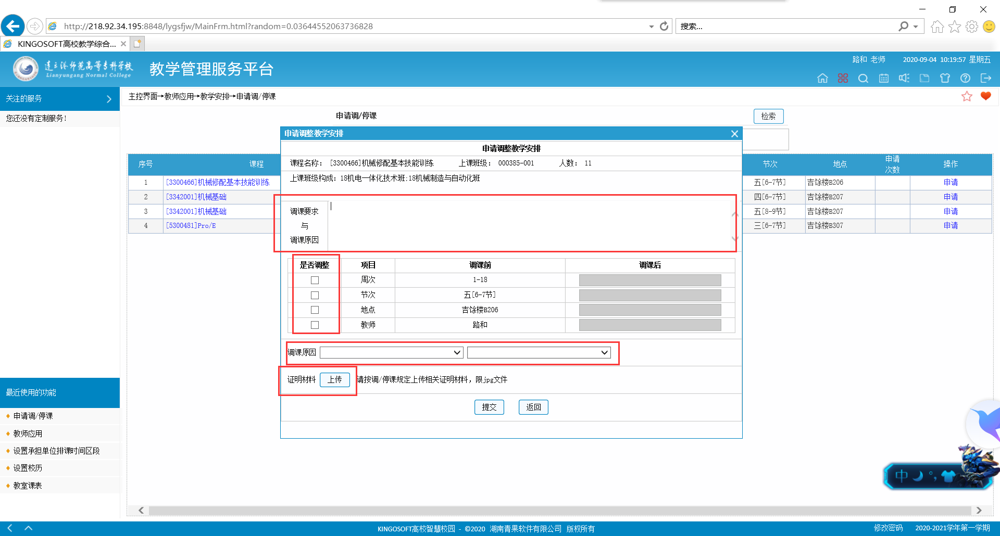 http://218.92.34.195:8848/lygsfjw/MainFrm.html?random=0.03644552063736828
搜索...
KINGOSOFT高校教学综合...
连云港师范高等专科学校
Lianyungang Normal College
教学管理服务平台
路和 老师 2020-09-04 10:19:57 星期五
关注的服务
您还没有定制服务!
主控界面→教师应用→教学安排→申请调/停课
申请调/停课
检索
序号 课程 节次 地点 申请次数 操作
1 [3300466]机械修配基本技能训练 五[6-7节] 吉馀楼B206 申请
2 [3342001]机械基础 四[6-7节] 吉馀楼B207 申请
3 [3342001]机械基础 五[8-9节] 吉馀楼B207 申请
4 [5300481]Pro/E 三[6-7节] 吉馀楼B307 申请
申请调整教学安排
申请调整教学安排
课程名称: [3300466]机械修配基本技能训练 上课班级: 000385-001 人数: 11
上课班级构成: 18机电一体化技术班;18机械制造与自动化班
调课要求
与
调课原因
是否调整 项目 调课前 调课后
周次 1-18
节次 五[6-7节]
地点 吉馀楼B206
教师 路和
调课原因
证明材料 上传 请按调/停课规定上传相关证明材料，限jpg文件
提交 返回
最近使用的功能
申请调/停课
教师应用
设置承担单位排课时间区段
设置校历
教室课表
中
KINGOSOFT高校智慧校园 - ©2020 湖南青果软件有限公司 版权所有
修改密码 2020-2021学年第一学期